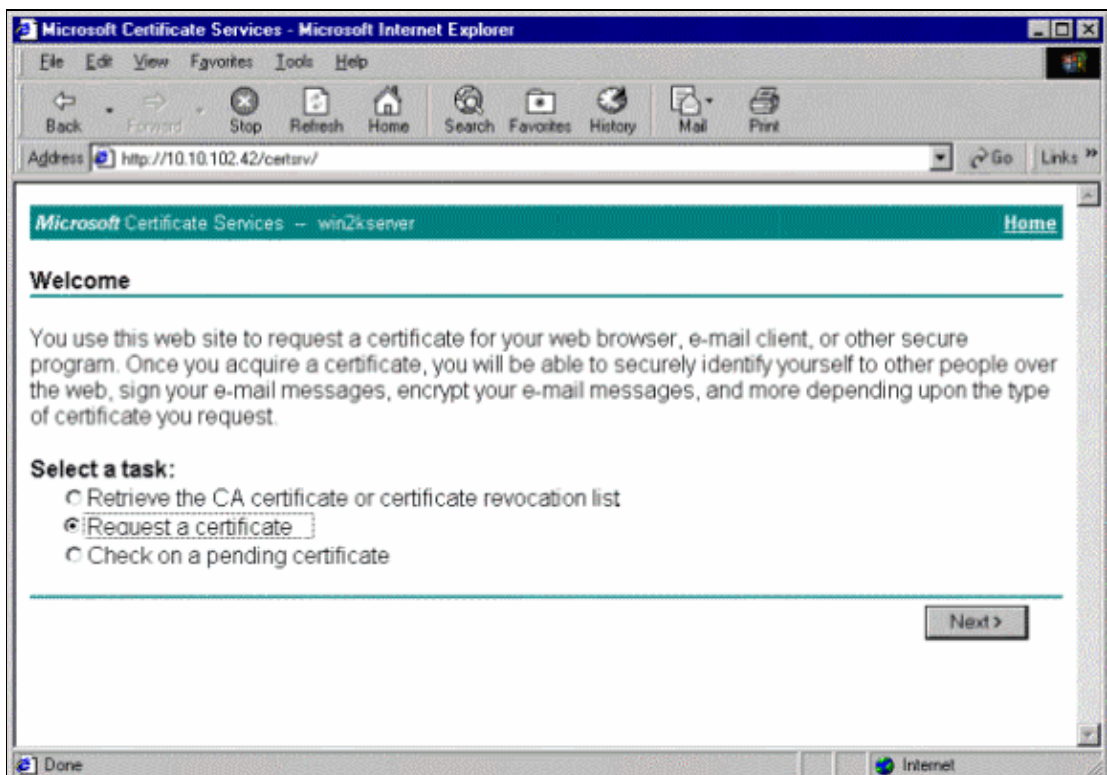 Microsoft Certificate Services - Microsoft Internet Explorer
File Edit View Favorites Tools Help
Back Forward Stop Refresh Home Search Favorites History Mail Print
Address http://10.10.102.42/certsrv/ Go Links »
Microsoft Certificate Services -- win2kserver Home
Welcome
You use this web site to request a certificate for your web browser, e-mail client, or other secure
program. Once you acquire a certificate, you will be able to securely identify yourself to other people over
the web, sign your e-mail messages, encrypt your e-mail messages, and more depending upon the type
of certificate you request.
Select a task:
Retrieve the CA certificate or certificate revocation list
Request a certificate
Check on a pending certificate
Next >
Done Internet